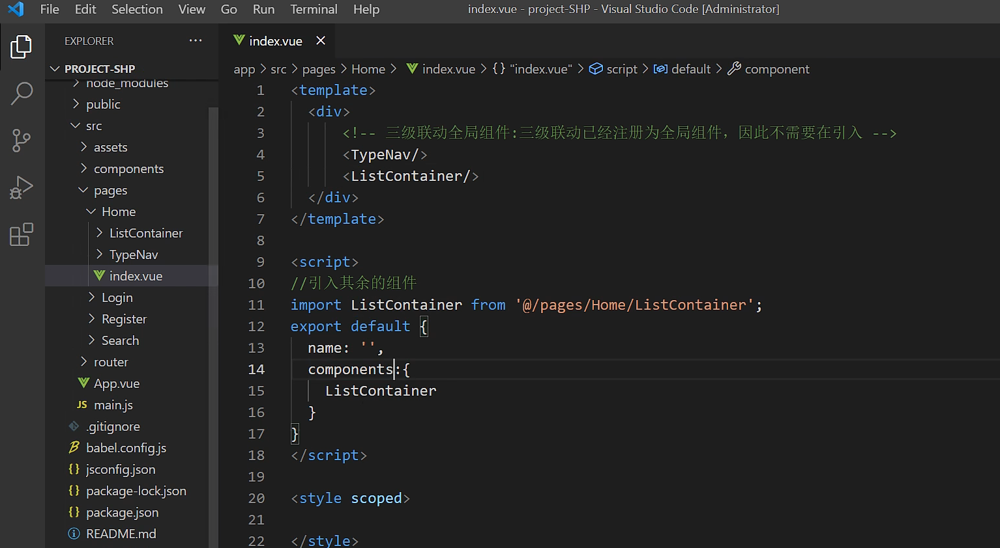 File Edit Selection View Go Run Terminal Help index.vue - project-SHP - Visual Studio Code [Administrator]
EXPLORER ···
PROJECT-SHP
node_modules
public
src
assets
components
pages
Home
ListContainer
TypeNav
index.vue
Login
Register
Search
router
App.vue
JS main.js
.gitignore
babel.config.js
{} jsconfig.json
{} package-lock.json
{} package.json
README.md
index.vue ×
app > src > pages > Home > index.vue > {} "index.vue" > script > default > component
1 <template>
2 <div>
3 <!-- 三级联动全局组件:三级联动已经注册为全局组件，因此不需要在引入 -->
4 <TypeNav/>
5 <ListContainer/>
6 </div>
7 </template>
8
9 <script>
10 //引入其余的组件
11 import ListContainer from '@/pages/Home/ListContainer';
12 export default {
13 name: '',
14 components:{
15 ListContainer
16 }
17 }
18 </script>
19
20 <style scoped>
21
22 </style>